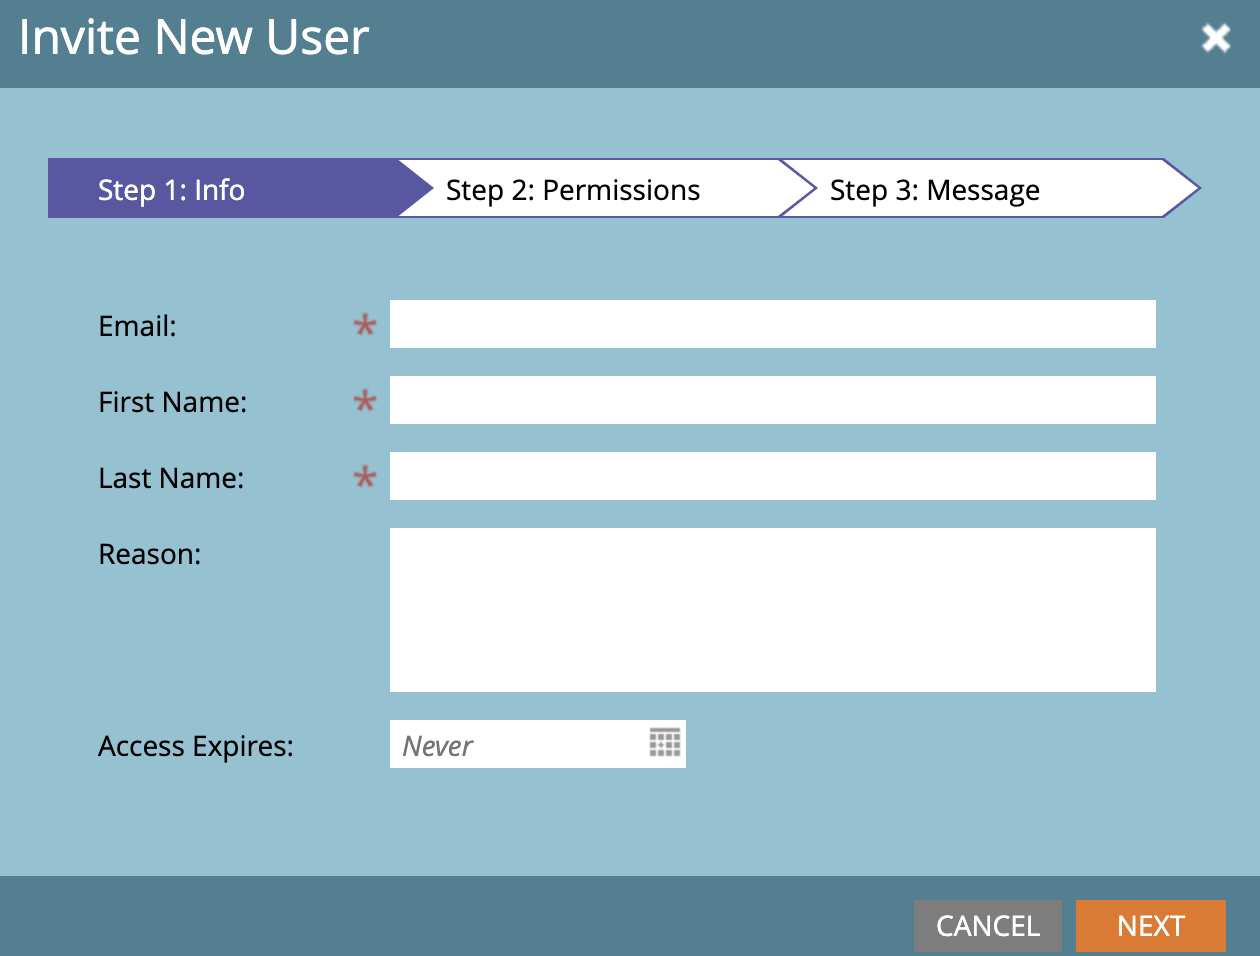 Invite New User
Step 1: Info
Step 2: Permissions
Step 3: Message
Email: *
First Name: *
Last Name: *
Reason:
Access Expires: Never
CANCEL NEXT